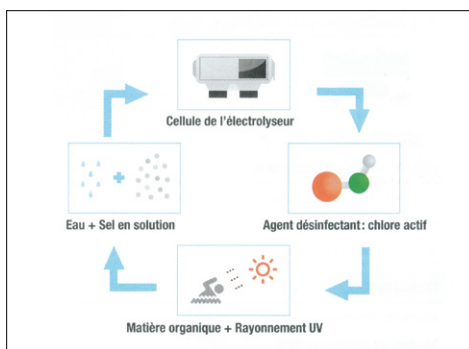 Cellule de l'électrolyseur
Eau + Sel en solution
Agent désinfectant : chlore actif
Matière organique + Rayonnement UV